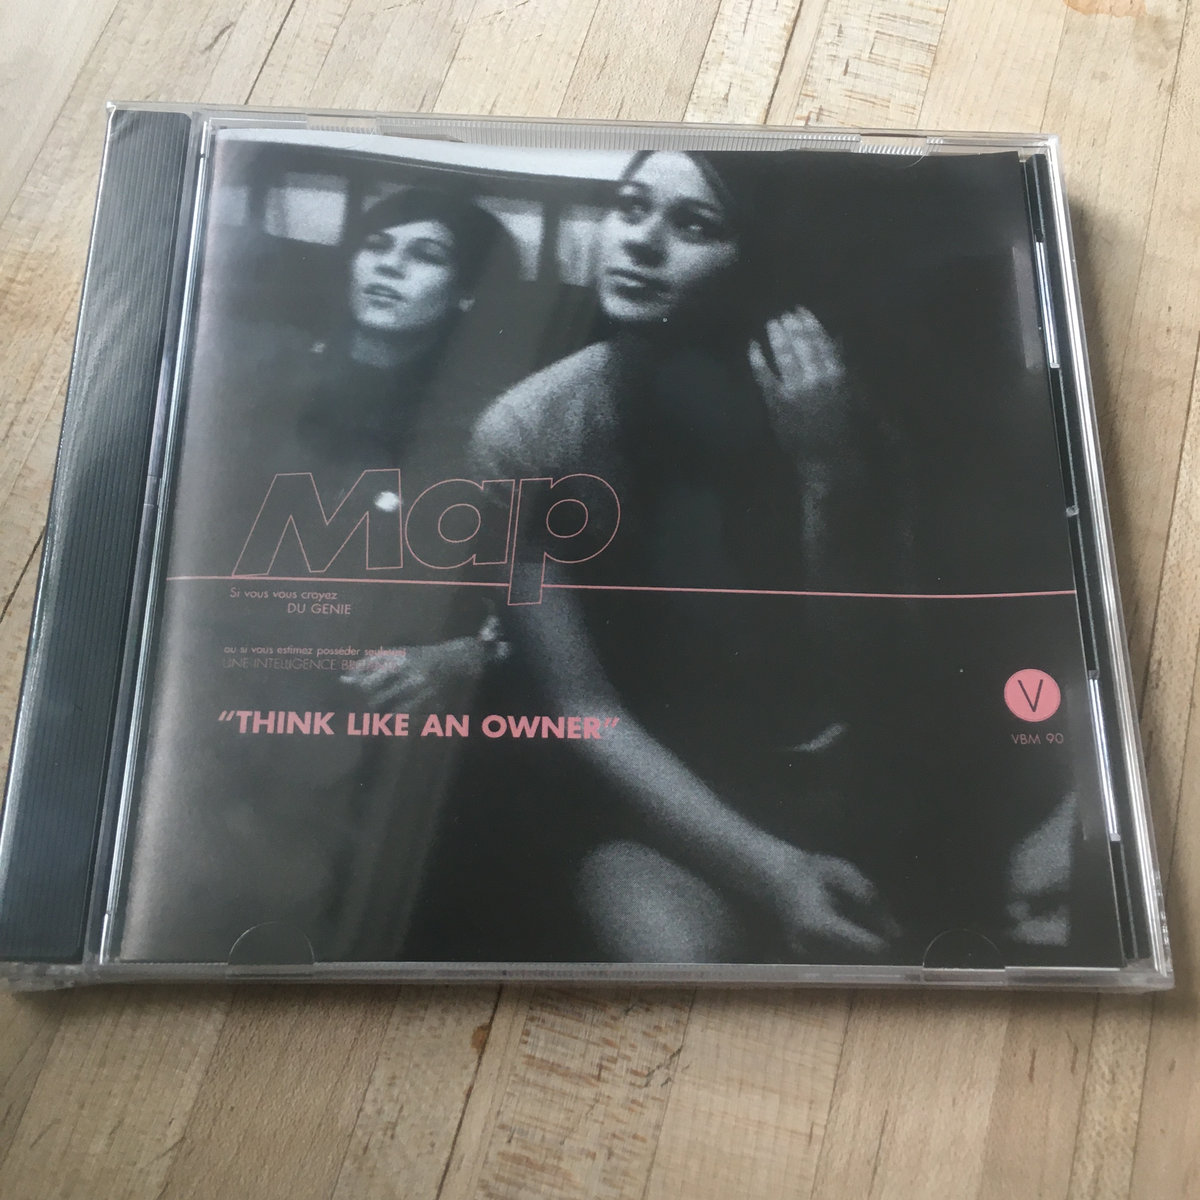 Map
Si vous vous croyez
DU GENIE
ou si vous estimez posséder seulement
UNE INTELLIGENCE
"THINK LIKE AN OWNER"
V
VBM 90